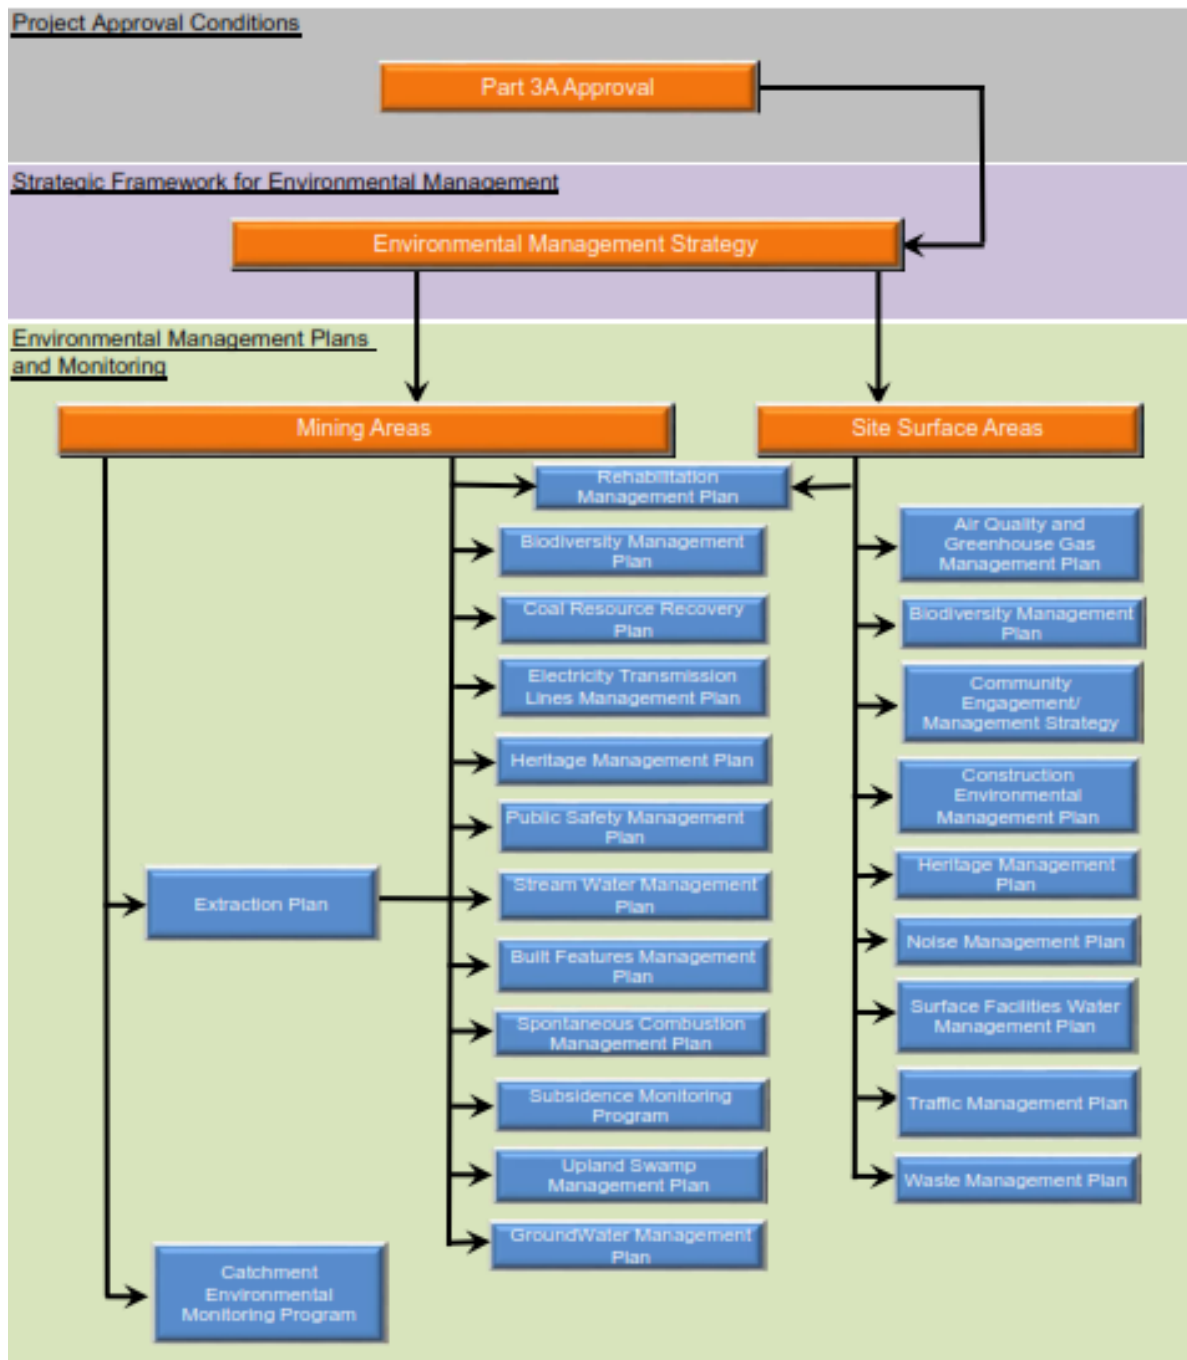 Project Approval Conditions
Part 3A Approval
Strategic Framework for Environmental Management
Environmental Management Strategy
Environmental Management Plans
and Monitoring
Mining Areas
Site Surface Areas
Rehabilitation
Management Plan
Biodiversity Management
Plan
Coal Resource Recovery
Plan
Electricity Transmission
Lines Management Plan
Heritage Management Plan
Public Safety Management
Plan
Extraction Plan
Stream Water Management
Plan
Built Features Management
Plan
Spontaneous Combustion
Management Plan
Subsidence Monitoring
Program
Upland Swamp
Management Plan
GroundWater Management
Plan
Catchment
Environmental
Monitoring Program
Air Quality and
Greenhouse Gas
Management Plan
Biodiversity Management
Plan
Community
Engagement/
Management Strategy
Construction
Environmental
Management Plan
Heritage Management
Plan
Noise Management Plan
Surface Facilities Water
Management Plan
Traffic Management Plan
Waste Management Plan